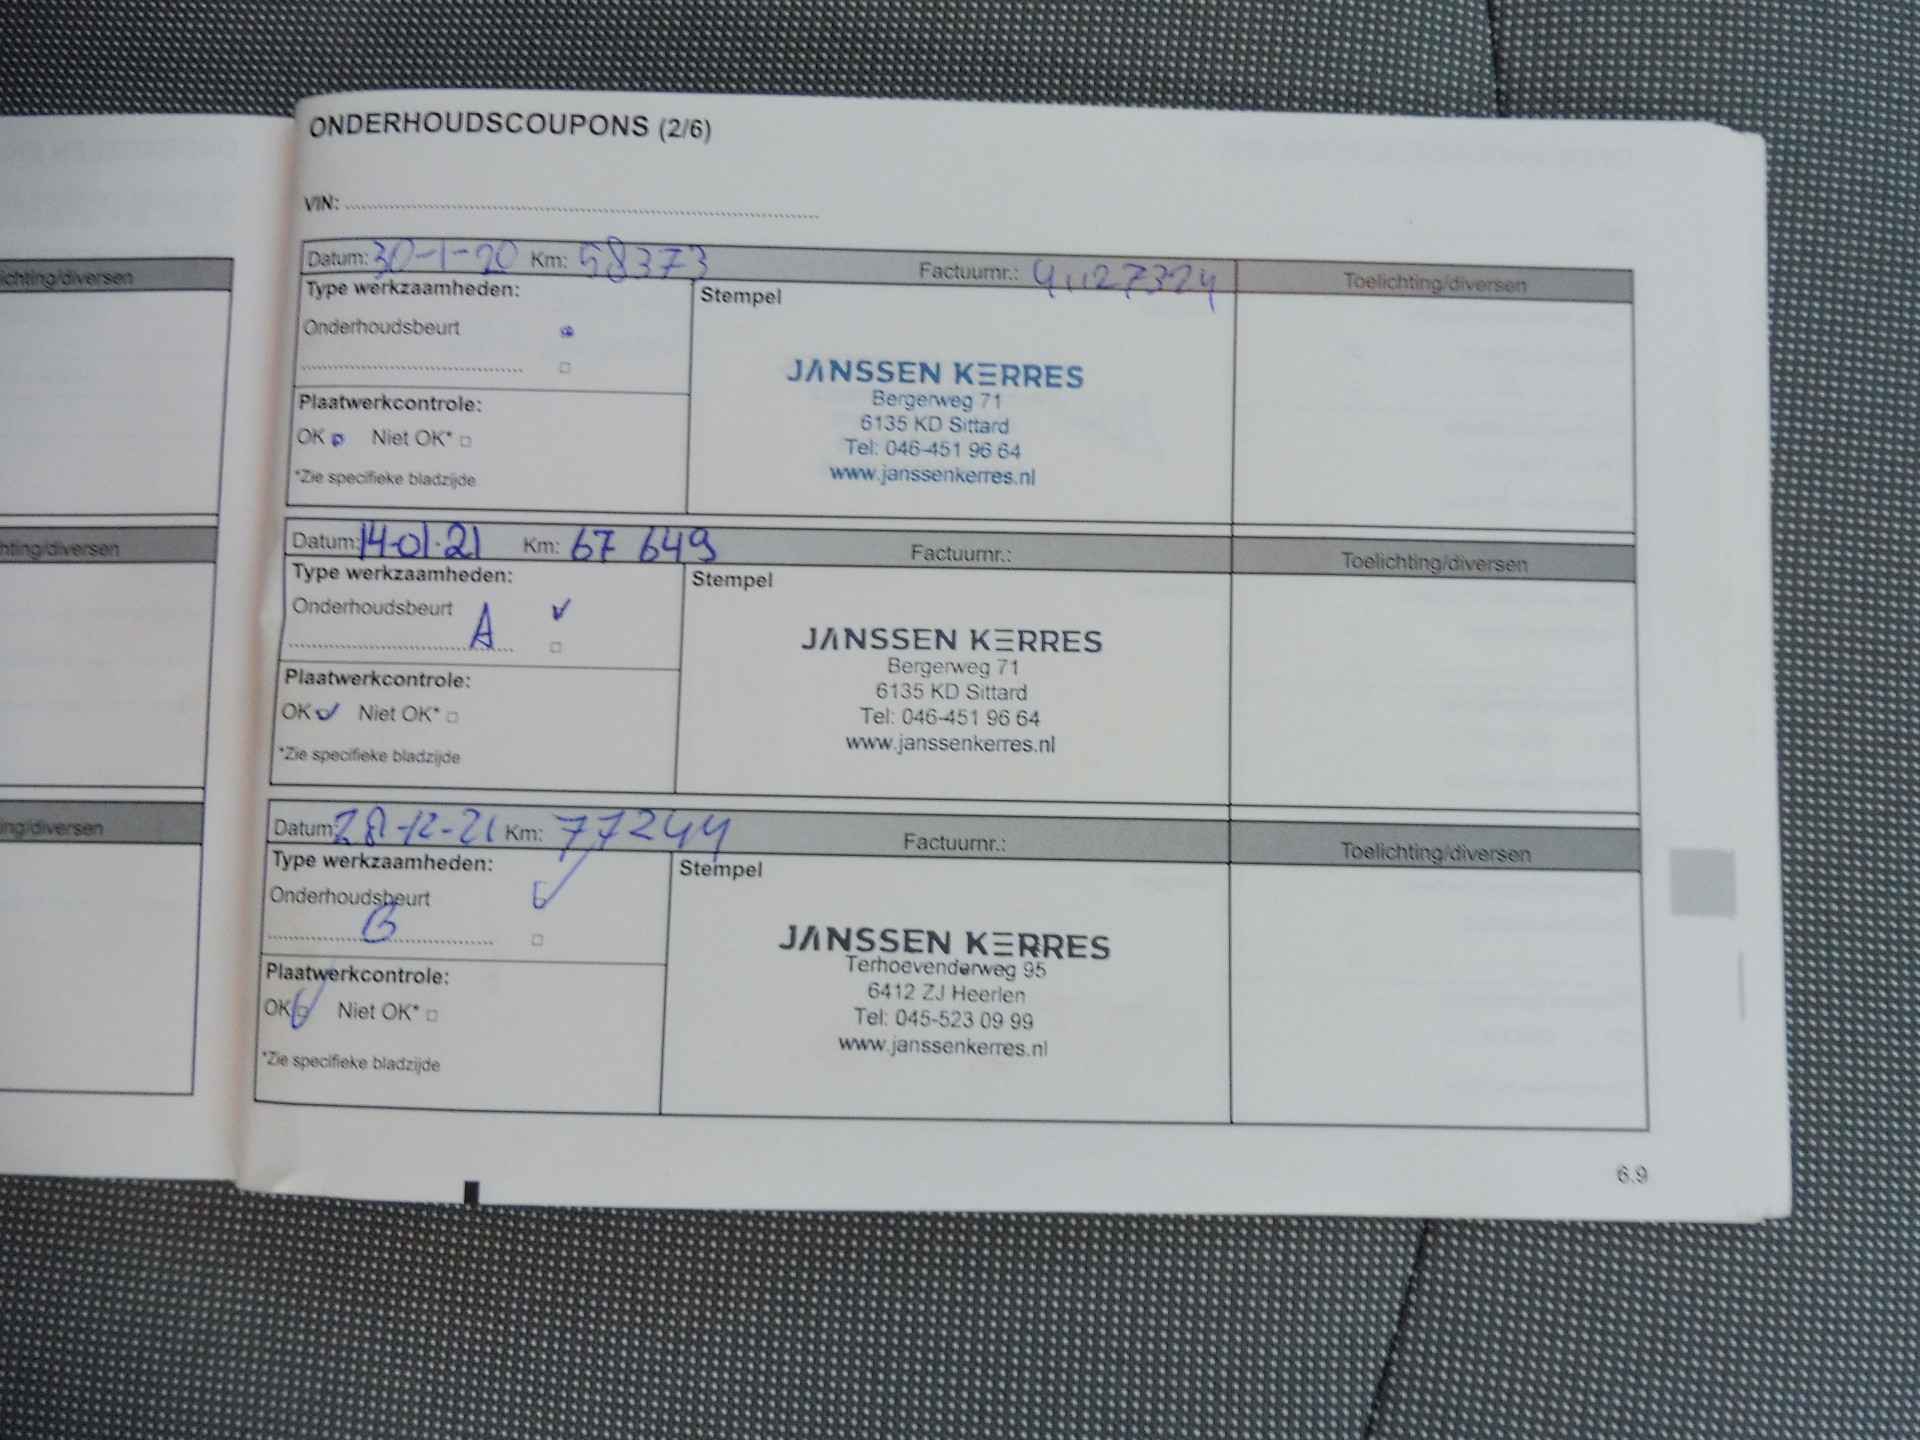 ONDERHOUDSCOUPONS (2/6)
VIN:
Datum: 30-1-20 Km: 58373 Factuurnr.: 41127324 Toelichting/diversen
Type werkzaamheden: Stempel
Onderhoudsbeurt
JANSSEN KERRES
Bergerweg 71
Plaatwerkcontrole:
6135 KD Sittard
OK Niet OK*
Tel: 046-451 96 64
*Zie specifieke bladzijde
www.janssenkerres.nl
Datum: 14-01-21 Km: 67 649 Factuurnr.: Toelichting/diversen
Type werkzaamheden: Stempel
Onderhoudsbeurt
A
JANSSEN KERRES
Bergerweg 71
Plaatwerkcontrole:
6135 KD Sittard
OK Niet OK*
Tel: 046-451 96 64
*Zie specifieke bladzijde
www.janssenkerres.nl
Datum: 28-12-21 Km: 77244 Factuurnr.: Toelichting/diversen
Type werkzaamheden: Stempel
Onderhoudsbeurt
B
JANSSEN KERRES
Terhoevenderweg 95
Plaatwerkcontrole:
6412 ZJ Heerlen
OK Niet OK*
Tel: 045-523 09 99
*Zie specifieke bladzijde
www.janssenkerres.nl
6.9